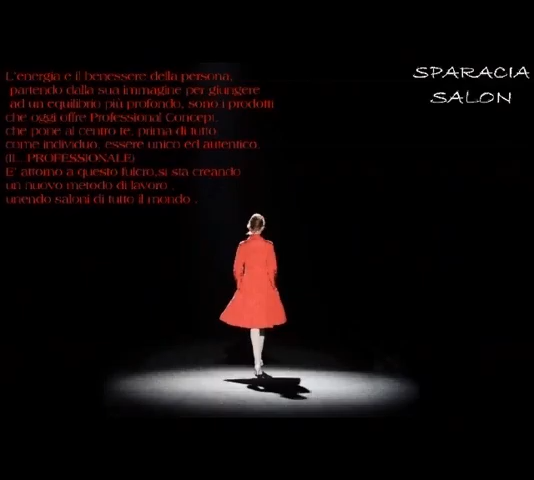 L'energia e il benessere della persona,
partendo dalla sua immagine per giungere
ad un equilibrio più profondo, sono i prodotti
che oggi offre Professional Concept,
che pone al centro te, prima di tutto
come individuo, essere unico ed autentico,
(IL.. PROFESSIONALE)
E' attorno a questo fulcro,si sta creando
un nuovo metodo di lavoro ,
unendo saloni di tutto il mondo .
SPARACIA
SALON